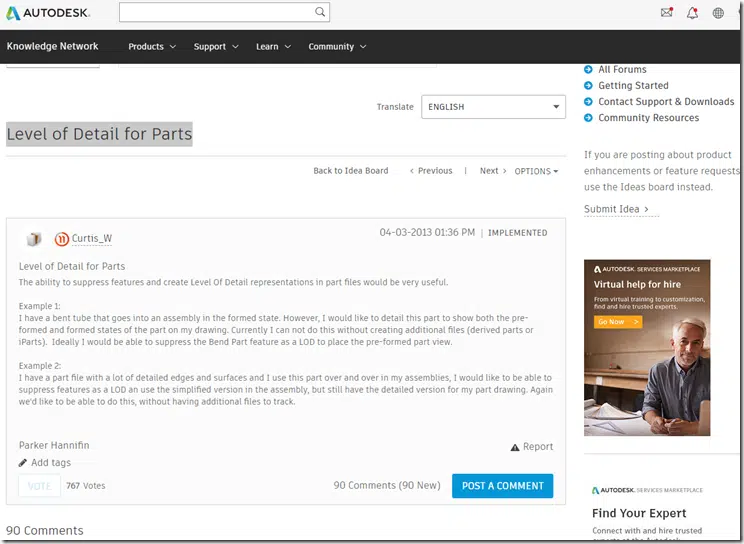 AUTODESK.
Knowledge Network
Products
Support
Learn
Community
All Forums
Getting Started
Contact Support & Downloads
Community Resources
Translate
ENGLISH
Level of Detail for Parts
Back to Idea Board
Previous
Next
OPTIONS
If you are posting about product
enhancements or feature requests
use the Ideas board instead.
Submit Idea
Curtis_W
04-03-2013 01:36 PM | IMPLEMENTED
Level of Detail for Parts
The ability to suppress features and create Level Of Detail representations in part files would be very useful.
Example 1:
I have a bent tube that goes into an assembly in the formed state. However, I would like to detail this part to show both the pre-
formed and formed states of the part on my drawing. Currently I can not do this without creating additional files (derived parts or
iParts). Ideally I would be able to suppress the Bend Part feature as a LOD to place the pre-formed part view.
Example 2:
I have a part file with a lot of detailed edges and surfaces and I use this part over and over in my assemblies, I would like to be able to
suppress features as a LOD an use the simplified version in the assembly, but still have the detailed version for my part drawing. Again
we'd like to be able to do this, without having additional files to track.
Parker Hannifin
Report
Add tags
VOTE
767 Votes
90 Comments (90 New)
POST A COMMENT
90 Comments
AUTODESK. SERVICES MARKETPLACE
Virtual help for hire
From virtual training to customization,
find and hire trusted experts.
Go Now
AUTODESK. SERVICES MARKETPLACE
Find Your Expert
Connect with and hire trusted
experts at the Autodesk